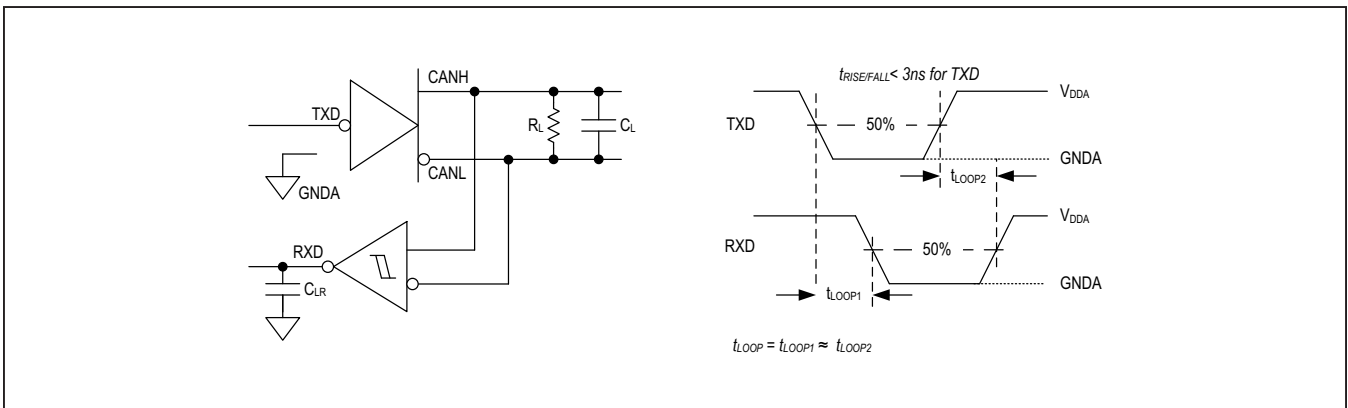 CANH
TXD
RL
CL
CANL
GNDA
RXD
CLR
tRISE/FALL< 3ns for TXD
VDDA
TXD
50%
GNDA
tLOOP2
VDDA
RXD
50%
GNDA
tLOOP1
tLOOP = tLOOP1 ≈ tLOOP2